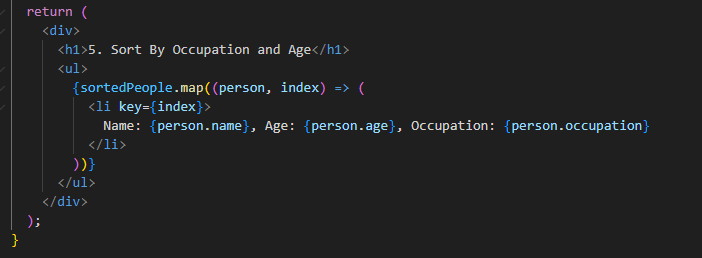 return (
<div>
<h1>5. Sort By Occupation and Age</h1>
<ul>
{sortedPeople.map((person, index) => (
<li key={index}>
Name: {person.name}, Age: {person.age}, Occupation: {person.occupation}
</li>
))}
</ul>
</div>
);
}